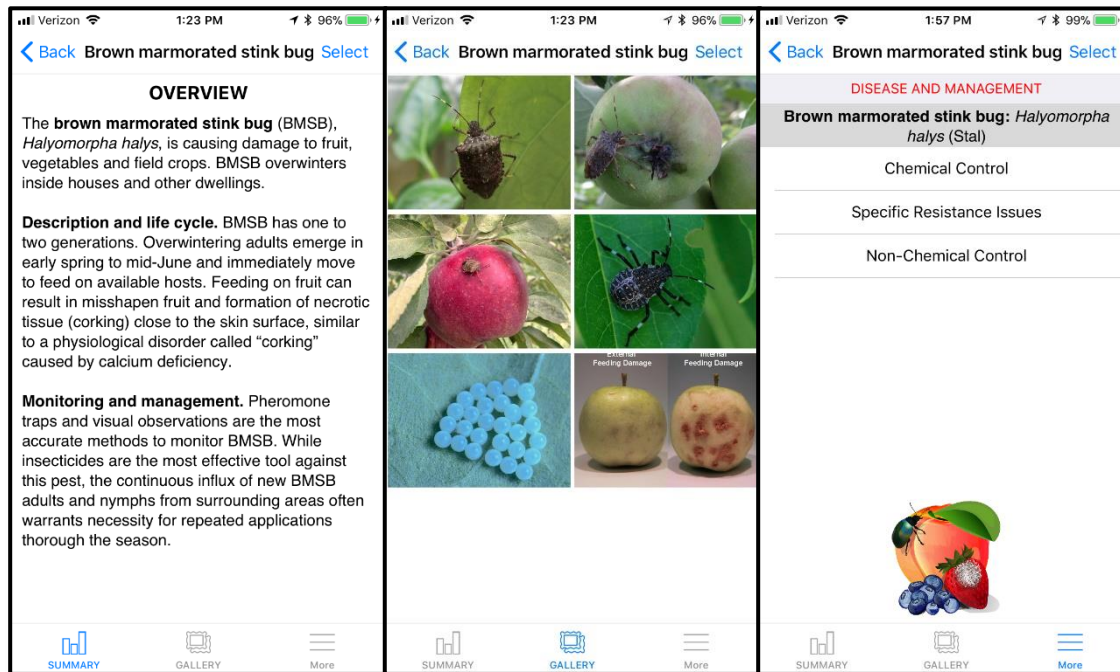 Verizon 1:23 PM 96%
Back Brown marmorated stink bug Select
OVERVIEW
The brown marmorated stink bug (BMSB),
Halyomorpha halys, is causing damage to fruit,
vegetables and field crops. BMSB overwinters
inside houses and other dwellings.
Description and life cycle. BMSB has one to
two generations. Overwintering adults emerge in
early spring to mid-June and immediately move
to feed on available hosts. Feeding on fruit can
result in misshapen fruit and formation of necrotic
tissue (corking) close to the skin surface, similar
to a physiological disorder called “corking”
caused by calcium deficiency.
Monitoring and management. Pheromone
traps and visual observations are the most
accurate methods to monitor BMSB. While
insecticides are the most effective tool against
this pest, the continuous influx of new BMSB
adults and nymphs from surrounding areas often
warrants necessity for repeated applications
thorough the season.
SUMMARY GALLERY More
Verizon 1:23 PM 96%
Back Brown marmorated stink bug Select
External
Feeding Damage
Internal
Feeding Damage
SUMMARY GALLERY More
Verizon 1:57 PM 99%
Back Brown marmorated stink bug Select
DISEASE AND MANAGEMENT
Brown marmorated stink bug: Halyomorpha
halys (Stal)
Chemical Control
Specific Resistance Issues
Non-Chemical Control
SUMMARY GALLERY More